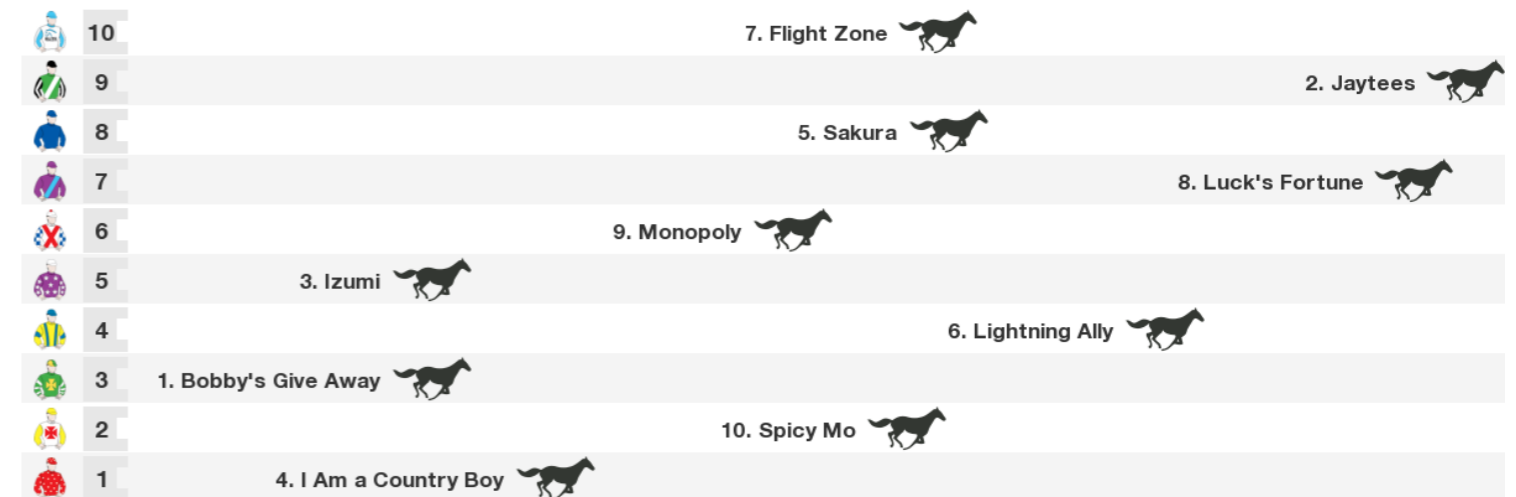 10 7. Flight Zone
9 2. Jaytees
8 5. Sakura
7 8. Luck's Fortune
6 9. Monopoly
5 3. Izumi
4 6. Lightning Ally
3 1. Bobby's Give Away
2 10. Spicy Mo
1 4. I Am a Country Boy